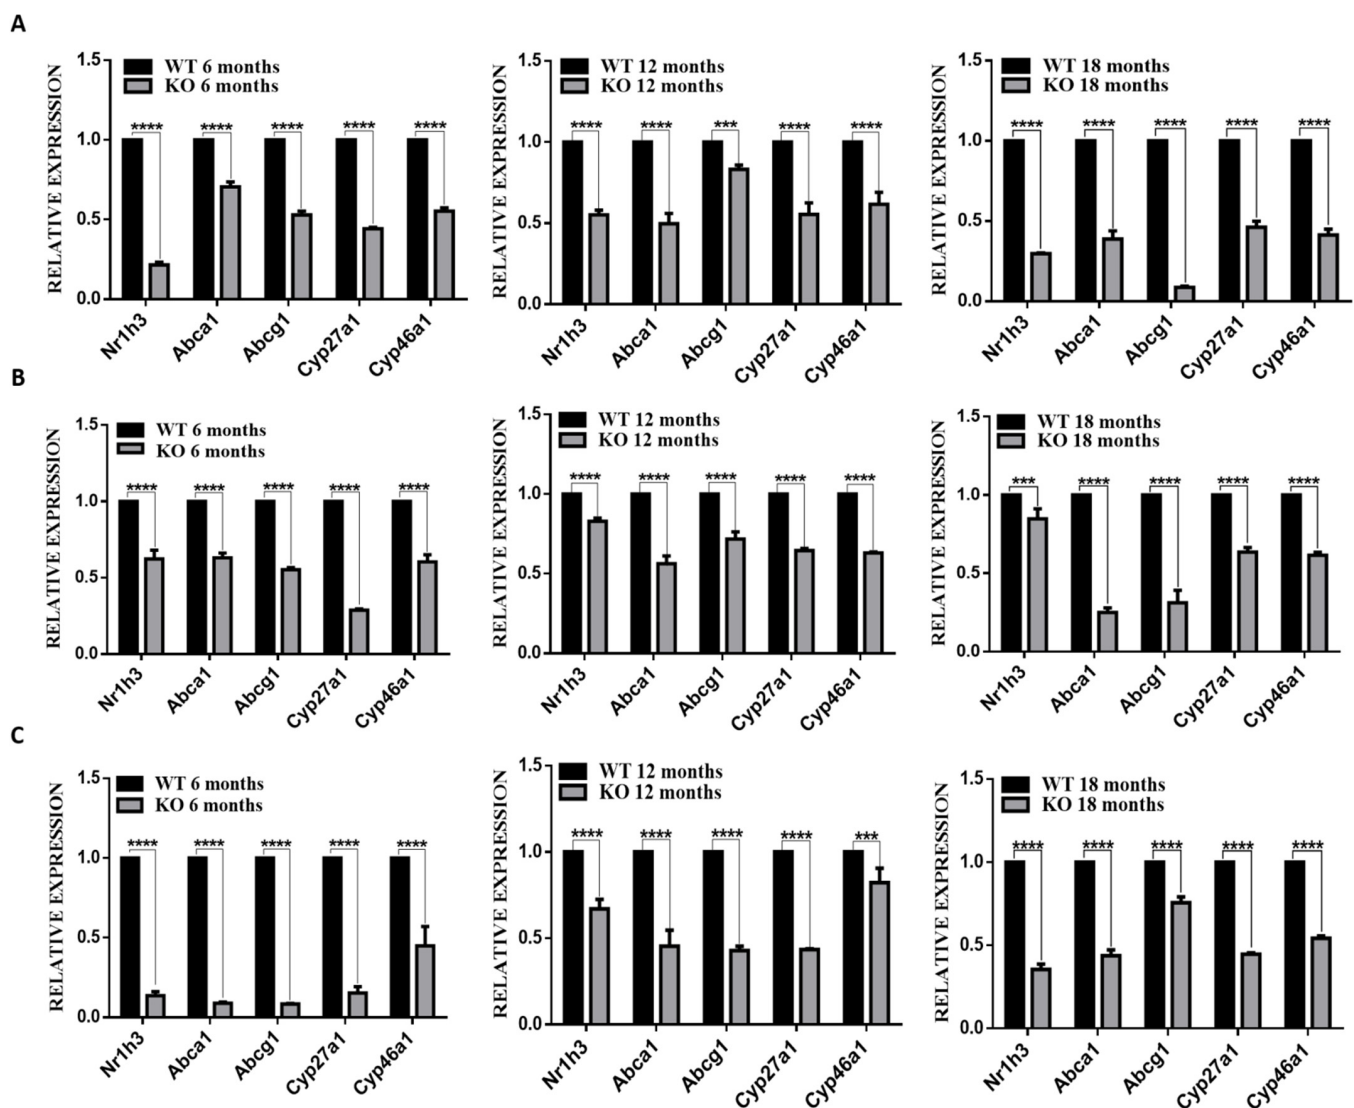 A
RELATIVE EXPRESSION
1.5
1.0
0.5
0.0
WT 6 months
KO 6 months
**** **** **** **** ****
Nr1h3 Abca1 Abcg1 Cyp27a1 Cyp46a1
RELATIVE EXPRESSION
1.5
1.0
0.5
0.0
WT 12 months
KO 12 months
**** **** *** **** ****
Nr1h3 Abca1 Abcg1 Cyp27a1 Cyp46a1
RELATIVE EXPRESSION
1.5
1.0
0.5
0.0
WT 18 months
KO 18 months
**** **** **** **** ****
Nr1h3 Abca1 Abcg1 Cyp27a1 Cyp46a1
B
RELATIVE EXPRESSION
1.5
1.0
0.5
0.0
WT 6 months
KO 6 months
**** **** **** **** ****
Nr1h3 Abca1 Abcg1 Cyp27a1 Cyp46a1
RELATIVE EXPRESSION
1.5
1.0
0.5
0.0
WT 12 months
KO 12 months
**** **** **** **** ****
Nr1h3 Abca1 Abcg1 Cyp27a1 Cyp46a1
RELATIVE EXPRESSION
1.5
1.0
0.5
0.0
WT 18 months
KO 18 months
*** **** **** **** ****
Nr1h3 Abca1 Abcg1 Cyp27a1 Cyp46a1
C
RELATIVE EXPRESSION
1.5
1.0
0.5
0.0
WT 6 months
KO 6 months
**** **** **** **** ****
Nr1h3 Abca1 Abcg1 Cyp27a1 Cyp46a1
RELATIVE EXPRESSION
1.5
1.0
0.5
0.0
WT 12 months
KO 12 months
**** **** **** **** ***
Nr1h3 Abca1 Abcg1 Cyp27a1 Cyp46a1
RELATIVE EXPRESSION
1.5
1.0
0.5
0.0
WT 18 months
KO 18 months
**** **** **** **** ****
Nr1h3 Abca1 Abcg1 Cyp27a1 Cyp46a1